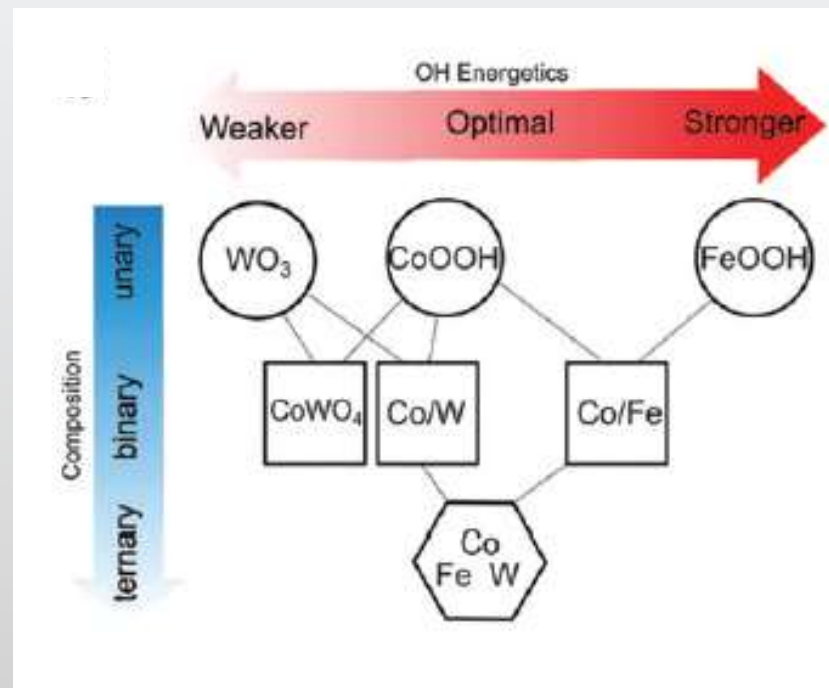 OH Energetics
Weaker Optimal Stronger
Composition
unary
binary
ternary
WO₃
CoOOH
FeOOH
CoWO₄
Co/W
Co/Fe
Co
Fe W